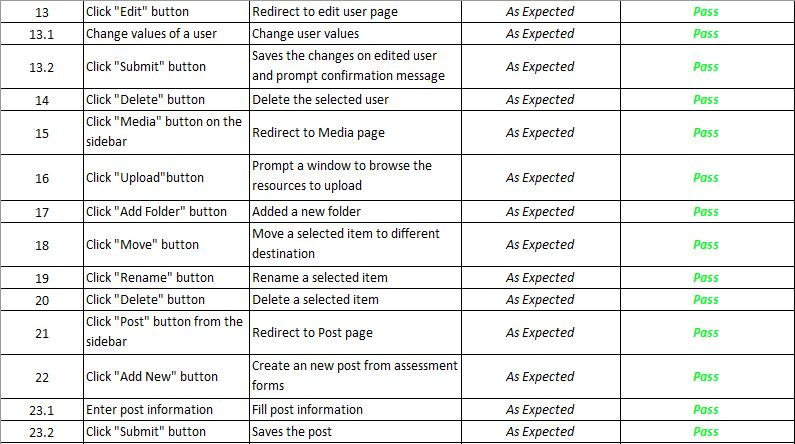 13 Click "Edit" button Redirect to edit user page As Expected Pass
13.1 Change values of a user Change user values As Expected Pass
13.2 Click "Submit" button Saves the changes on edited user
and prompt confirmation message As Expected Pass
14 Click "Delete" button Delete the selected user As Expected Pass
15 Click "Media" button on the
sidebar Redirect to Media page As Expected Pass
16 Click "Upload"button Prompt a window to browse the
resources to upload As Expected Pass
17 Click "Add Folder" button Added a new folder As Expected Pass
18 Click "Move" button Move a selected item to different
destination As Expected Pass
19 Click "Rename" button Rename a selected item As Expected Pass
20 Click "Delete" button Delete a selected item As Expected Pass
21 Click "Post" button from the
sidebar Redirect to Post page As Expected Pass
22 Click "Add New" button Create an new post from assessment
forms As Expected Pass
23.1 Enter post information Fill post information As Expected Pass
23.2 Click "Submit" button Saves the post As Expected Pass